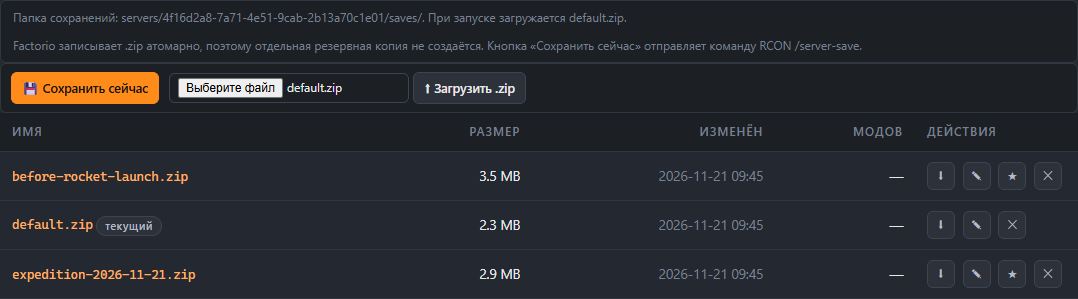 Папка сохранений: servers/4f16d2a8-7a71-4e51-9cab-2b13a70c1e01/saves/. При запуске загружается default.zip.
Factorio записывает .zip атомарно, поэтому отдельная резервная копия не создаётся. Кнопка «Сохранить сейчас» отправляет команду RCON /server-save.
Сохранить сейчас Выберите файл default.zip ⬆ Загрузить .zip
ИМЯ РАЗМЕР ИЗМЕНЁН МОДОВ ДЕЙСТВИЯ
before-rocket-launch.zip 3.5 MB 2026-11-21 09:45 —
default.zip текущий 2.3 MB 2026-11-21 09:45 —
expedition-2026-11-21.zip 2.9 MB 2026-11-21 09:45 —